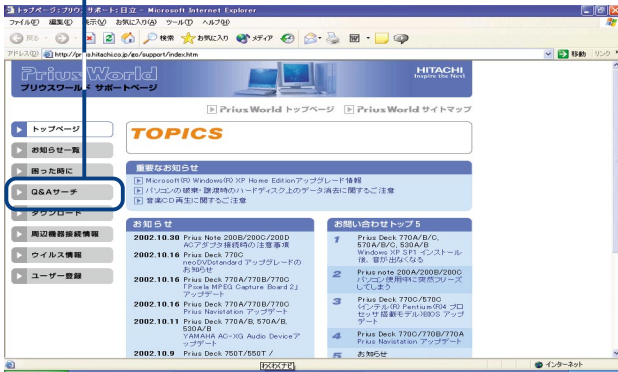 トップページ:プリウスサポート:日立 - Microsoft Internet Explorer
ファイル(F) 編集(E) 表示(V) お気に入り(A) ツール(T) ヘルプ(H)
戻る 検索 お気に入り メディア
アドレス(D) http://prius.hitachi.co.jp/go/support/index.htm 移動 リンク
Prius World
プリウスワールド サポートページ
HITACHI
Inspire the Next
Prius World トップページ Prius World サイトマップ
トップページ
お知らせ一覧
困った時に
Q&Aサーチ
ダウンロード
周辺機器接続情報
ウイルス情報
ユーザー登録
TOPICS
重要なお知らせ
Microsoft(R) Windows(R) XP Home Editionアップグレード情報
パソコンの破棄・譲渡時のハードディスク上のデータ消去に関するご注意
音楽CD再生に関するご注意
お知らせ
2002.10.30 Prius Note 200B/200C/200D
ACアダプタ接続時の注意事項
2002.10.16 Prius Deck 770C
neoDVDstandard アップグレードの
お知らせ
2002.10.16 Prius Deck 770A/770B/770C
「Pixela MPEG Capture Board 2」
アップデート
2002.10.16 Prius Deck 770A/770B/770C
Prius Navistation アップデート
2002.10.11 Prius Deck 770A/B, 570A/B,
530A/B
YAMAHA AC-XG Audio Deviceア
ップデート
2002.10.9 Prius Deck 750T/550T /
お問い合わせトップ5
1 Prius Deck 770A/B/C,
570A/B/C, 530A/B
Windows XP SP1 インストール
後、音が出なくなる
2 Prius note 200A/200B/200C
パソコン使用中に突然フリーズ
してしまう
3 Prius Deck 770C/570C
(インテル(R) Pentium(R)4 プロ
セッサ搭載モデル)BIOS アップ
デート
4 Prius Deck 770C/770B/770A
Prius Navistation アップデート
5 お知らせ
わくわくナビ
インターネット